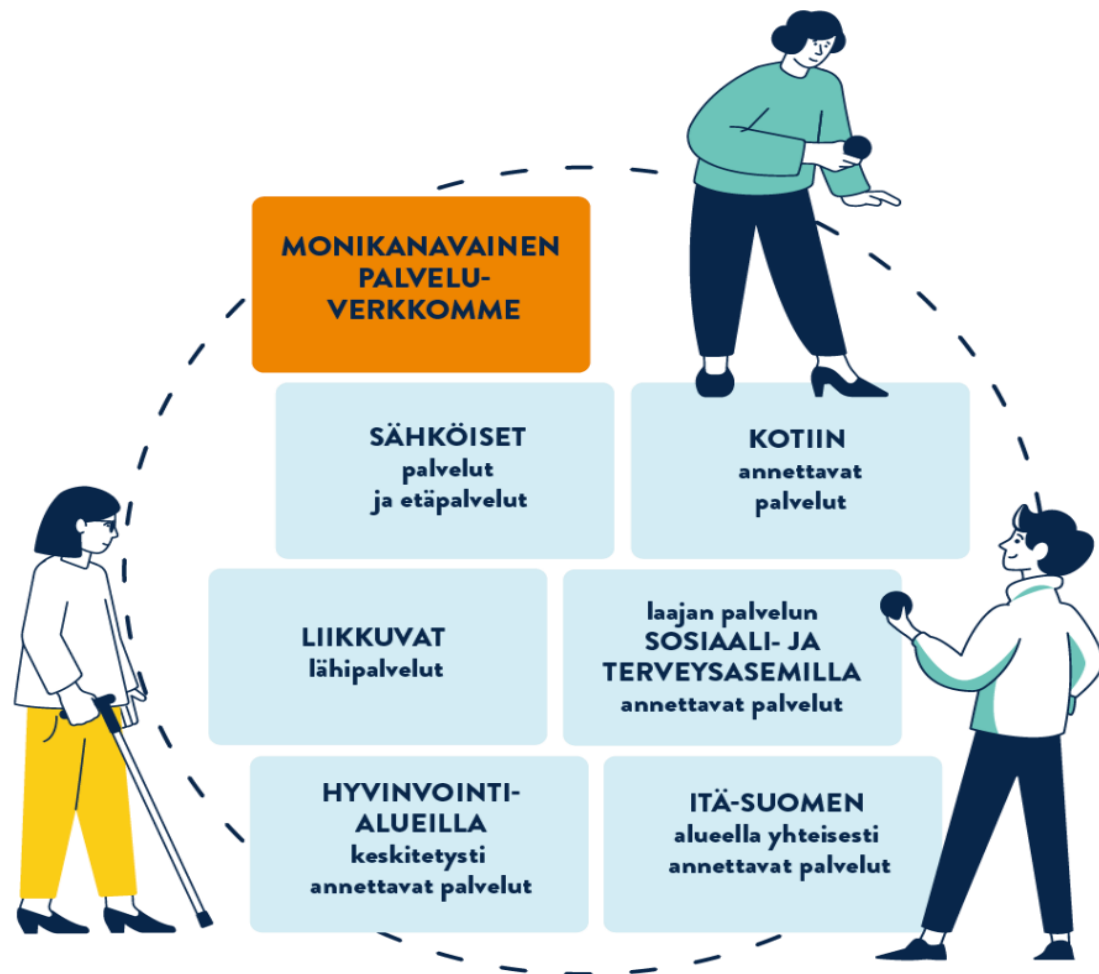 MONIKANAVAINEN
PALVELU-
VERKKOMME
SÄHKÖISET
palvelut
ja etäpalvelut
KOTIIN
annettavat
palvelut
LIIKKUVAT
lähipalvelut
laajan palvelun
SOSIAALI- JA
TERVEYSASEMILLA
annettavat palvelut
HYVINVOINTI-
ALUEILLA
keskitetysti
annettavat palvelut
ITÄ-SUOMEN
alueella yhteisesti
annettavat palvelut